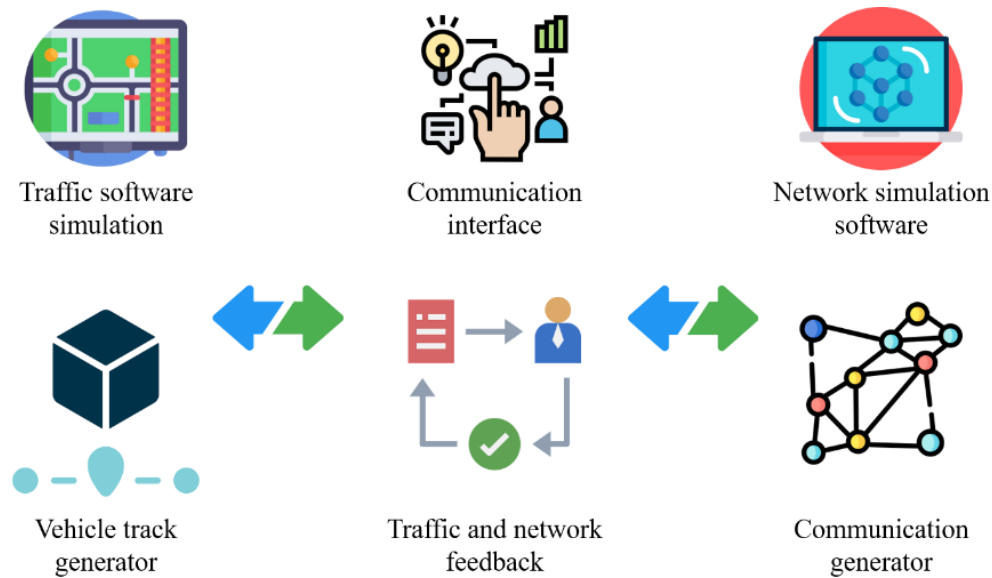 Traffic software
simulation
Communication
interface
Network simulation
software
Vehicle track
generator
Traffic and network
feedback
Communication
generator